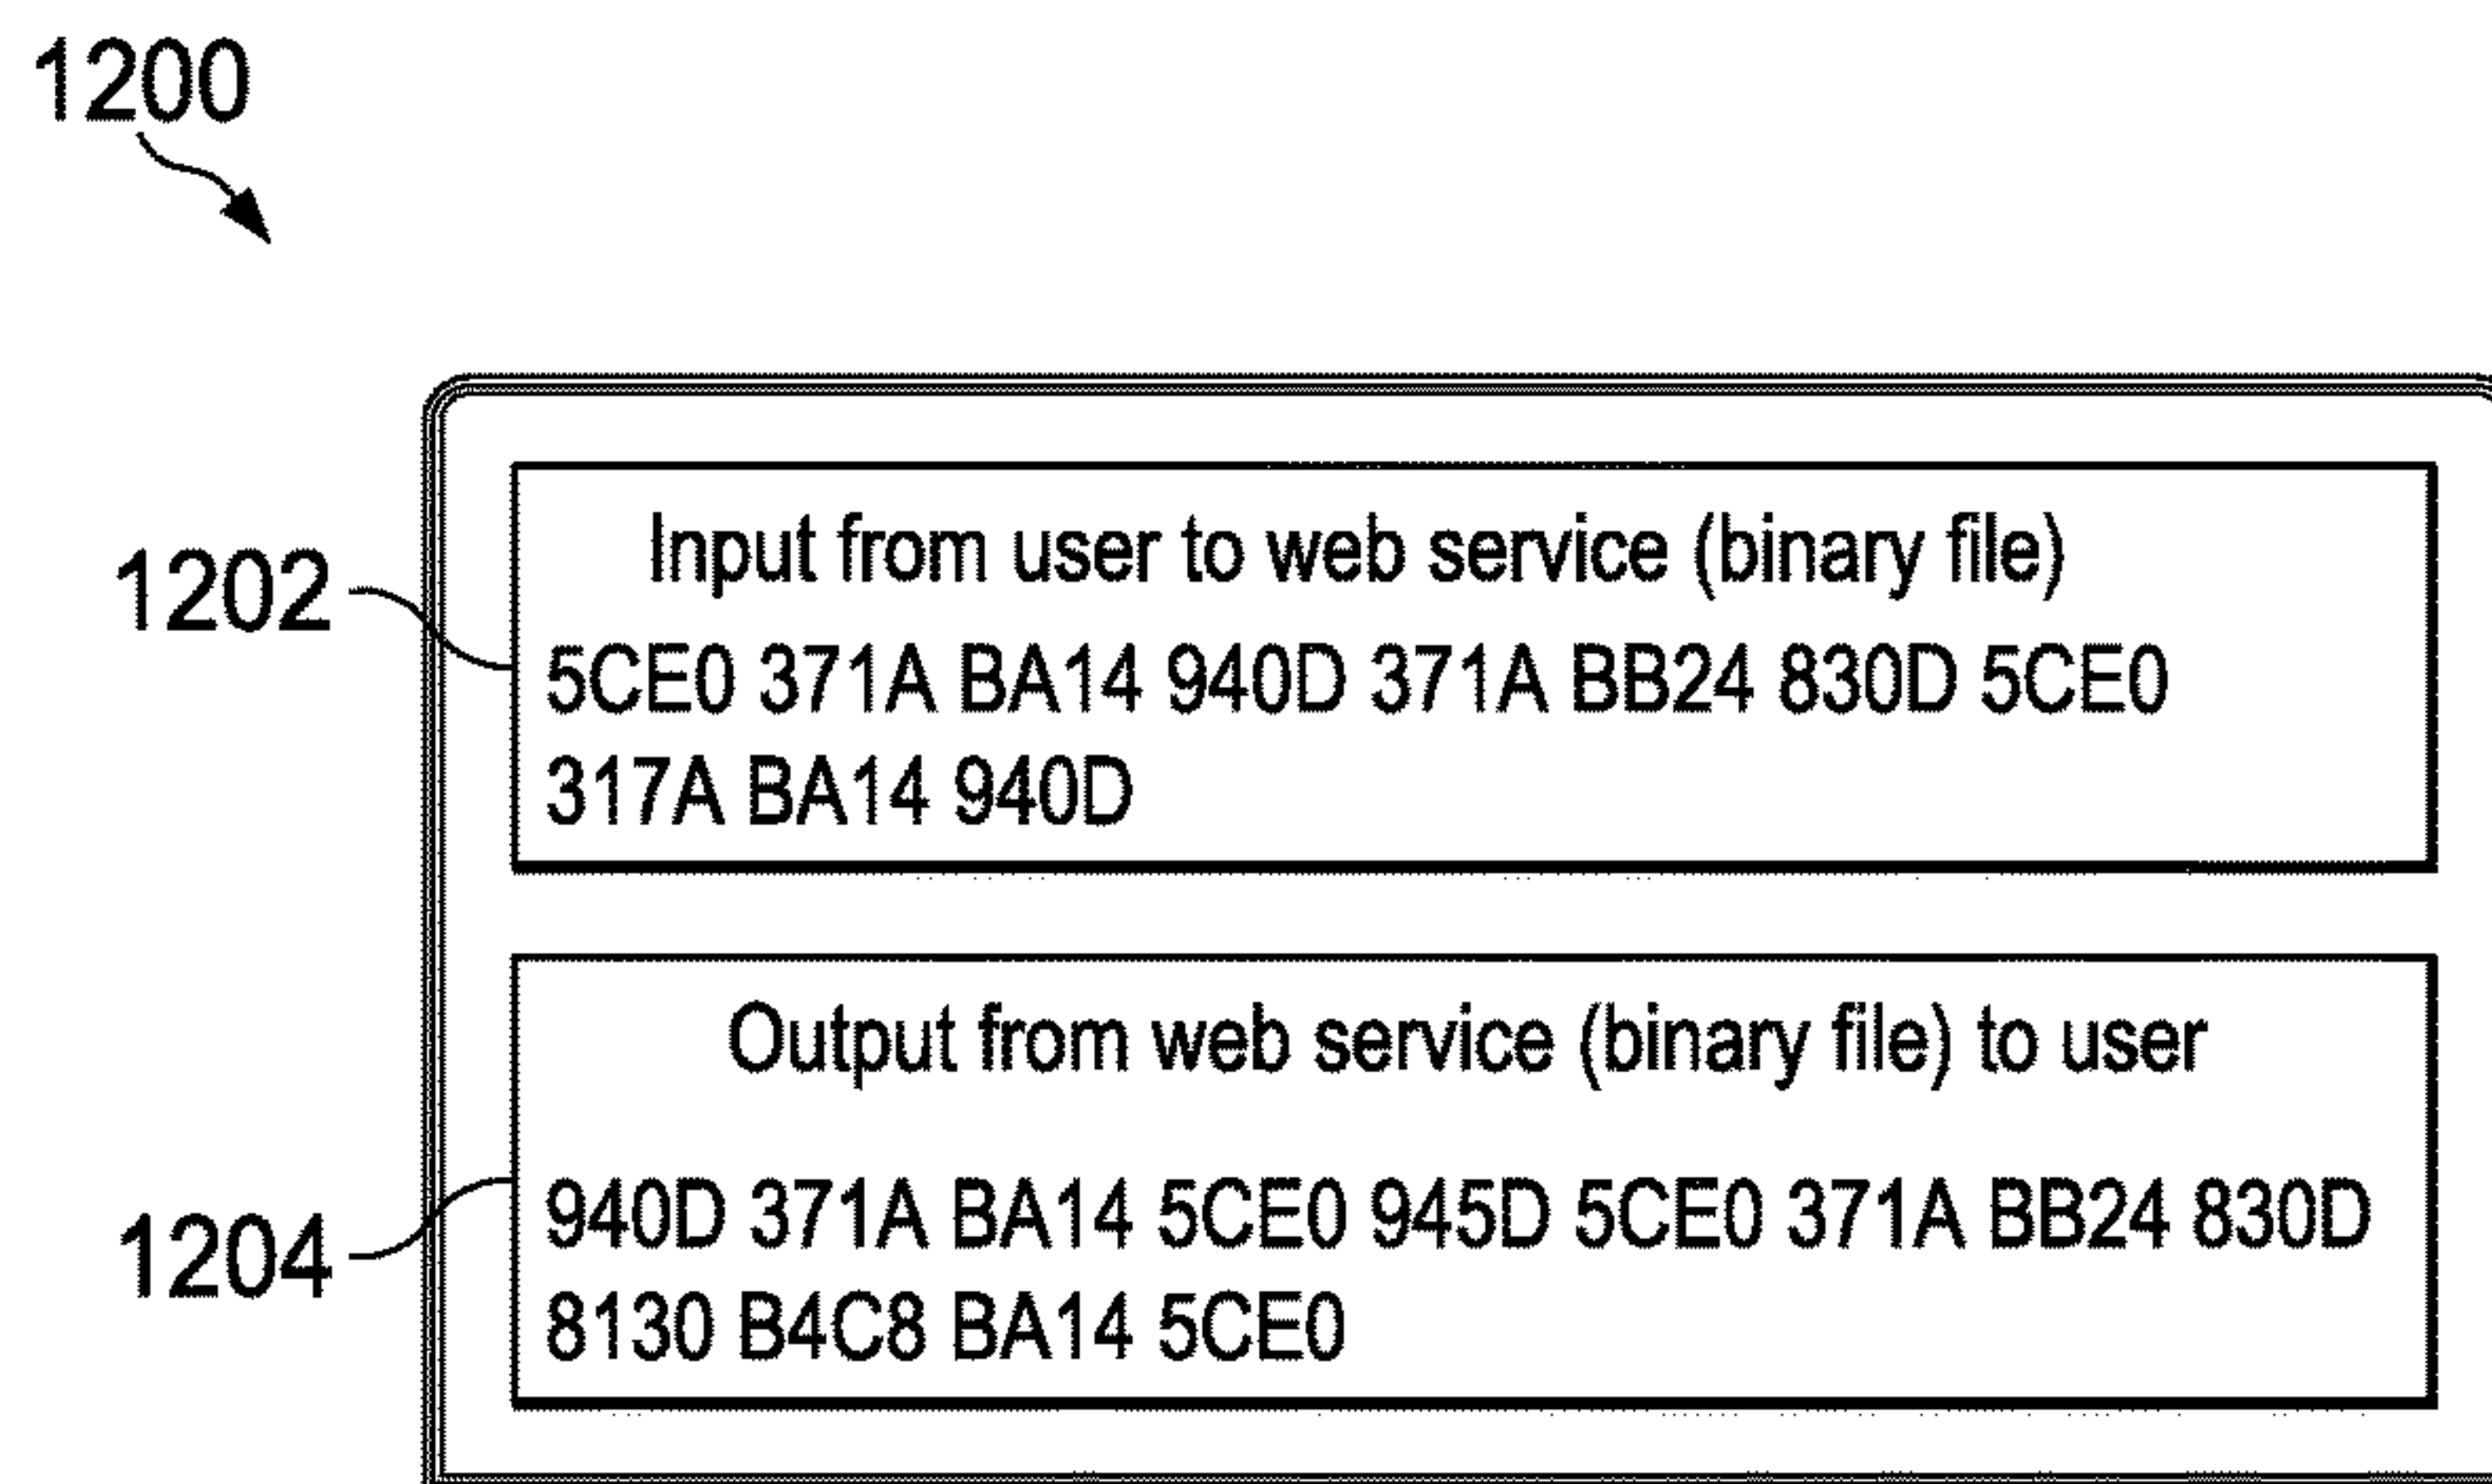 1200
1202
Input from user to web service (binary file)
5CE0 371A BA14 940D 371A BB24 830D 5CE0
317A BA14 940D
1204
Output from web service (binary file) to user
940D 371A BA14 5CE0 945D 5CE0 371A BB24 830D
8130 B4C8 BA14 5CE0